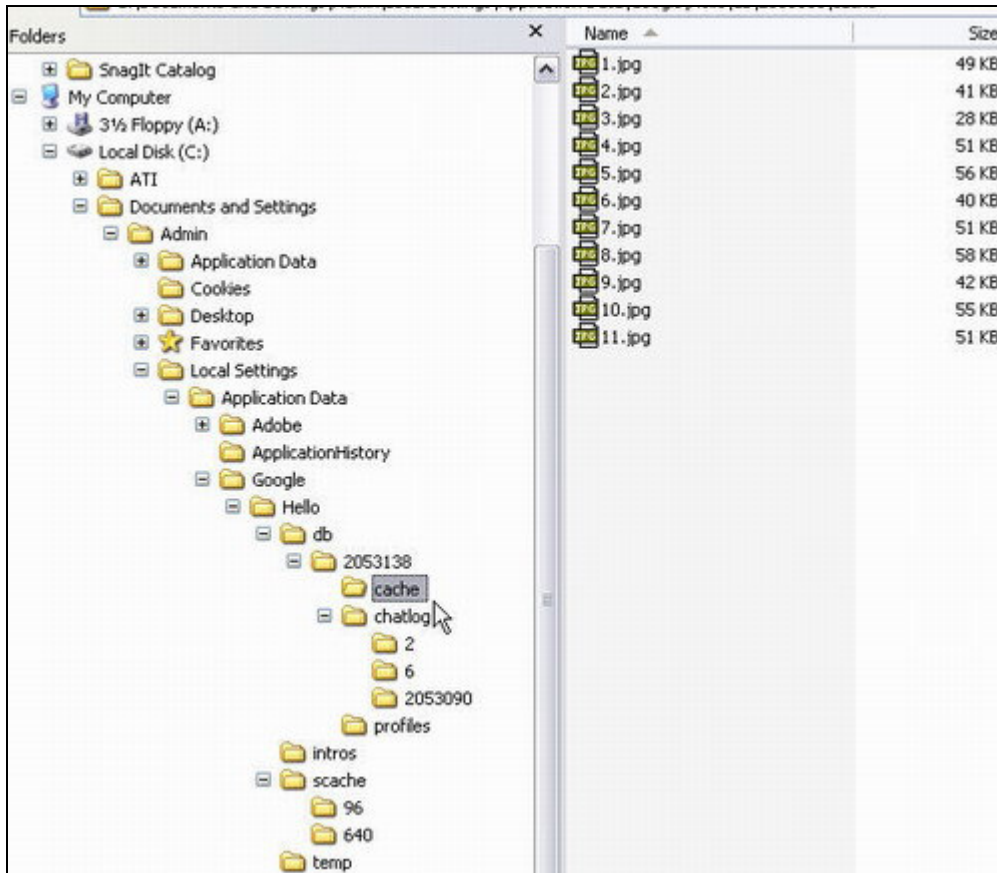 Folders
SnagIt Catalog
My Computer
3½ Floppy (A:)
Local Disk (C:)
ATI
Documents and Settings
Admin
Application Data
Cookies
Desktop
Favorites
Local Settings
Application Data
Adobe
ApplicationHistory
Google
Hello
db
2053138
cache
chatlog
2
6
2053090
profiles
intros
scache
96
640
temp
Name Size
1.jpg 49 KB
2.jpg 41 KB
3.jpg 28 KB
4.jpg 51 KB
5.jpg 56 KB
6.jpg 40 KB
7.jpg 51 KB
8.jpg 58 KB
9.jpg 42 KB
10.jpg 55 KB
11.jpg 51 KB